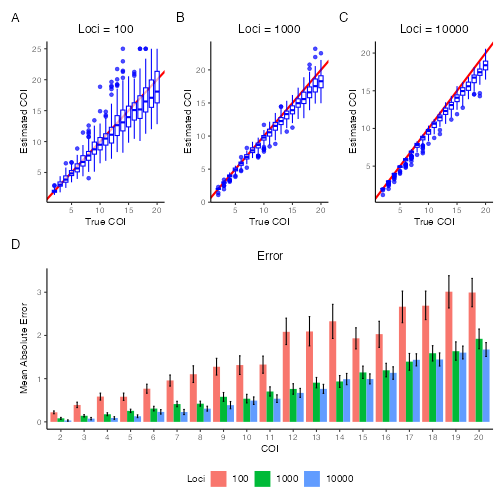 A
B
C
Loci = 100
Loci = 1000
Loci = 10000
Estimated COI
25
20
15
10
5
0
5 10 15 20
True COI
Estimated COI
20
15
10
5
0
5 10 15 20
True COI
Estimated COI
20
15
10
5
5 10 15 20
True COI
D
Error
Mean Absolute Error
3
2
1
0
2 3 4 5 6 7 8 9 10 11 12 13 14 15 16 17 18 19 20
COI
Loci 100 1000 10000